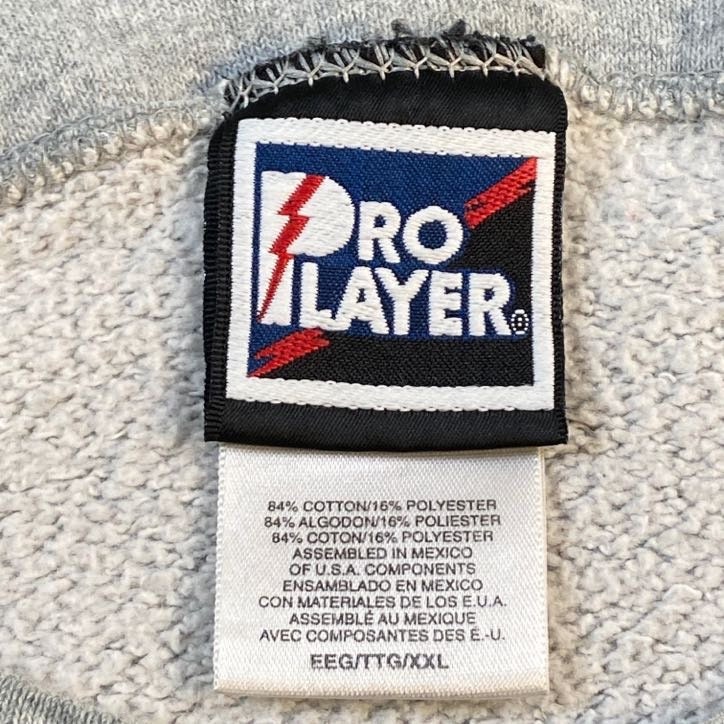 PRO
PLAYER®
84% COTTON/16% POLYESTER
84% ALGODON/16% POLIESTER
84% COTON/16% POLYESTER
ASSEMBLED IN MEXICO
OF U.S.A. COMPONENTS
ENSAMBLADO EN MEXICO
CON MATERIALES DE LOS E.U.A.
ASSEMBLÉ AU MEXIQUE
AVEC COMPOSANTES DES É.-U.
EEG/TTG/XXL